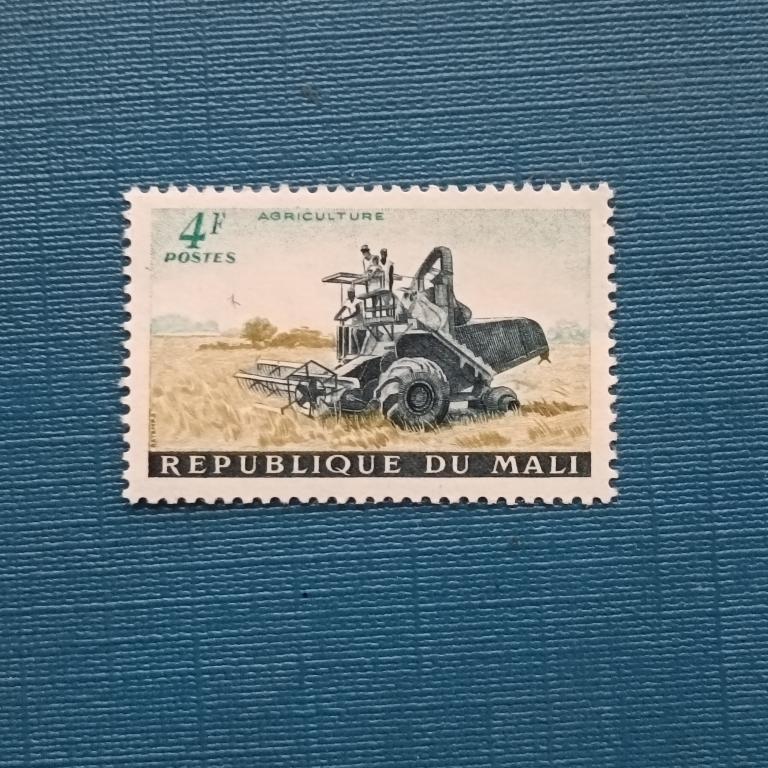 4F
AGRICULTURE
POSTES
REPUBLIQUE DU MALI